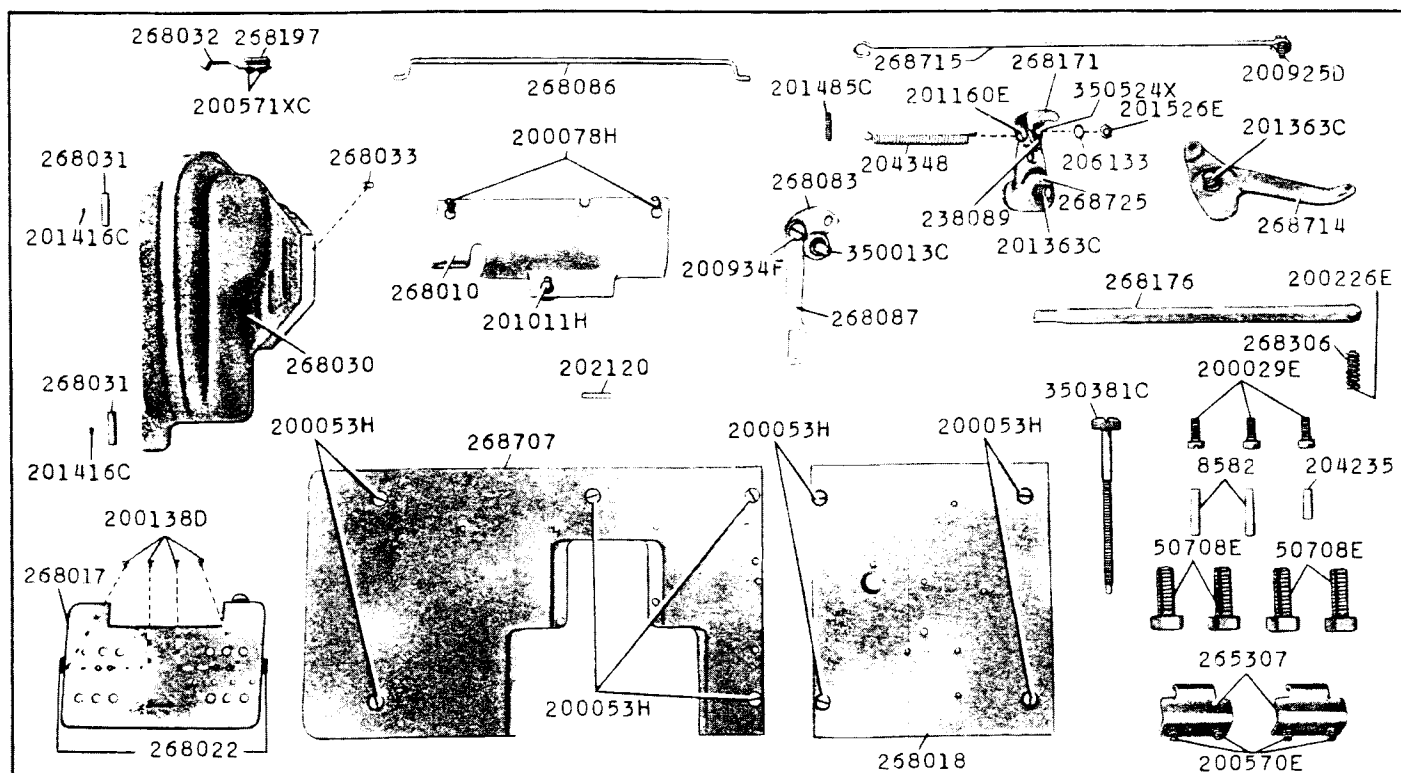 268032 268197
200571XC
268086
268715
268171
200925D
201485C
201160E
350524X
201526E
200078H
268031
268033
204348
206133
201363C
268083
238089
268725
201416C
268714
201363C
200934F
350013C
268010
200226E
268176
201011H
268087
268030
268306
202120
200029E
268031
350381C
200053H
268707
200053H
200053H
201416C
8582
204235
200138D
50708E
50708E
268017
265307
200053H
268022
268018
200570E